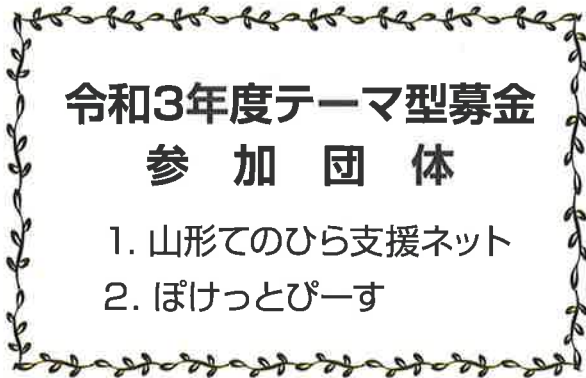 令和3年度テーマ型募金
参 加 団 体
1. 山形てのひら支援ネット
2. ぽけっとぴーす